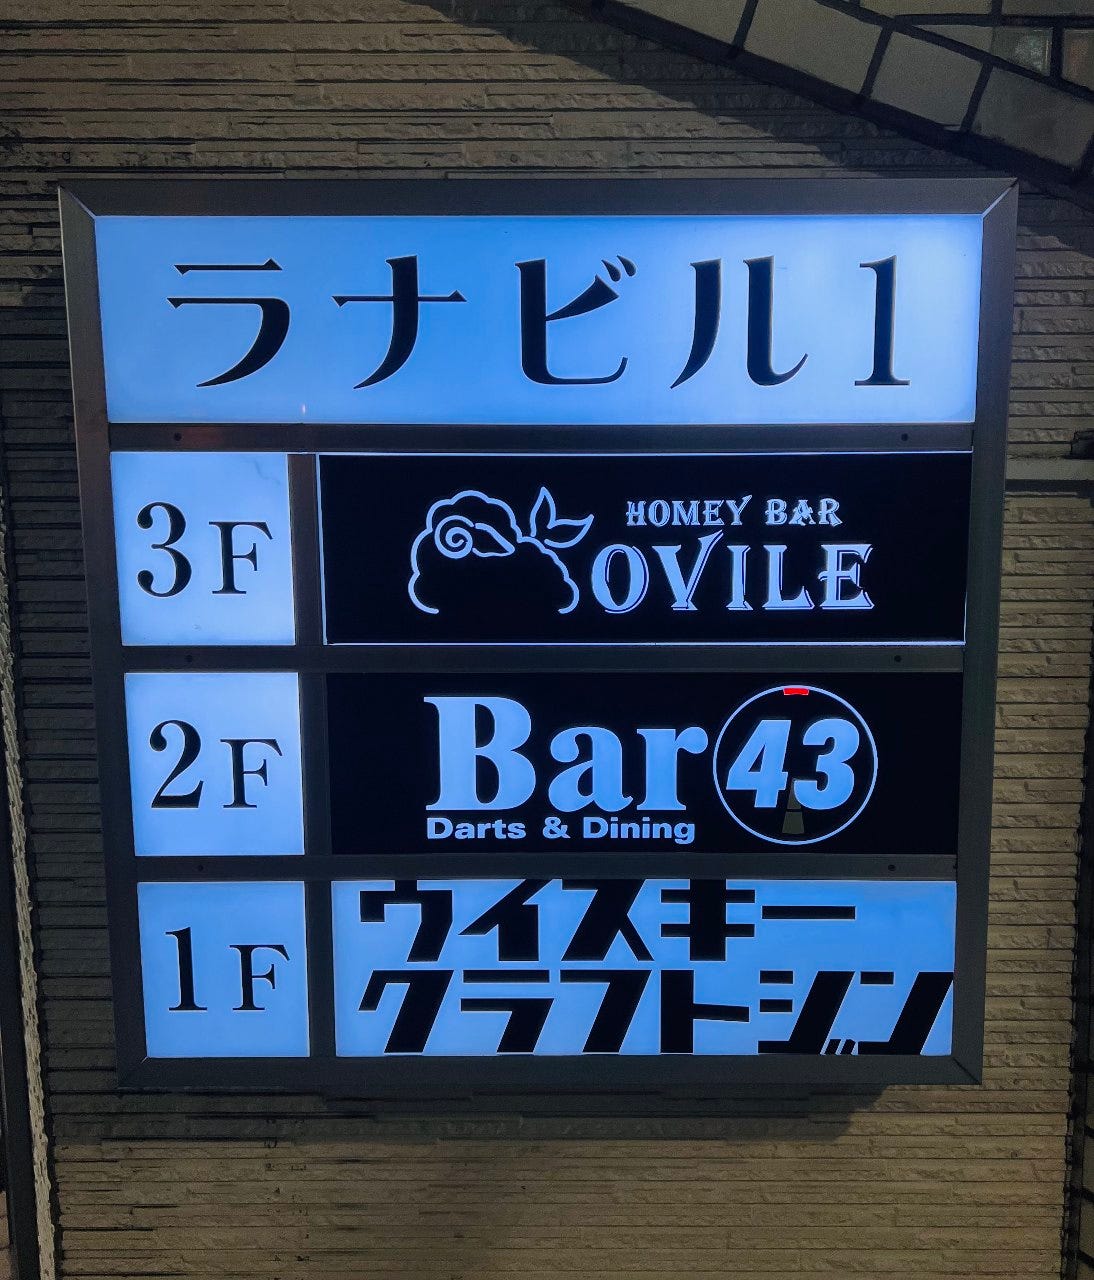 ラナビル1
3F
HOMEY BAR
OVILE
2F
Bar 43
Darts & Dining
1F
ウイスキー
クラフトジン